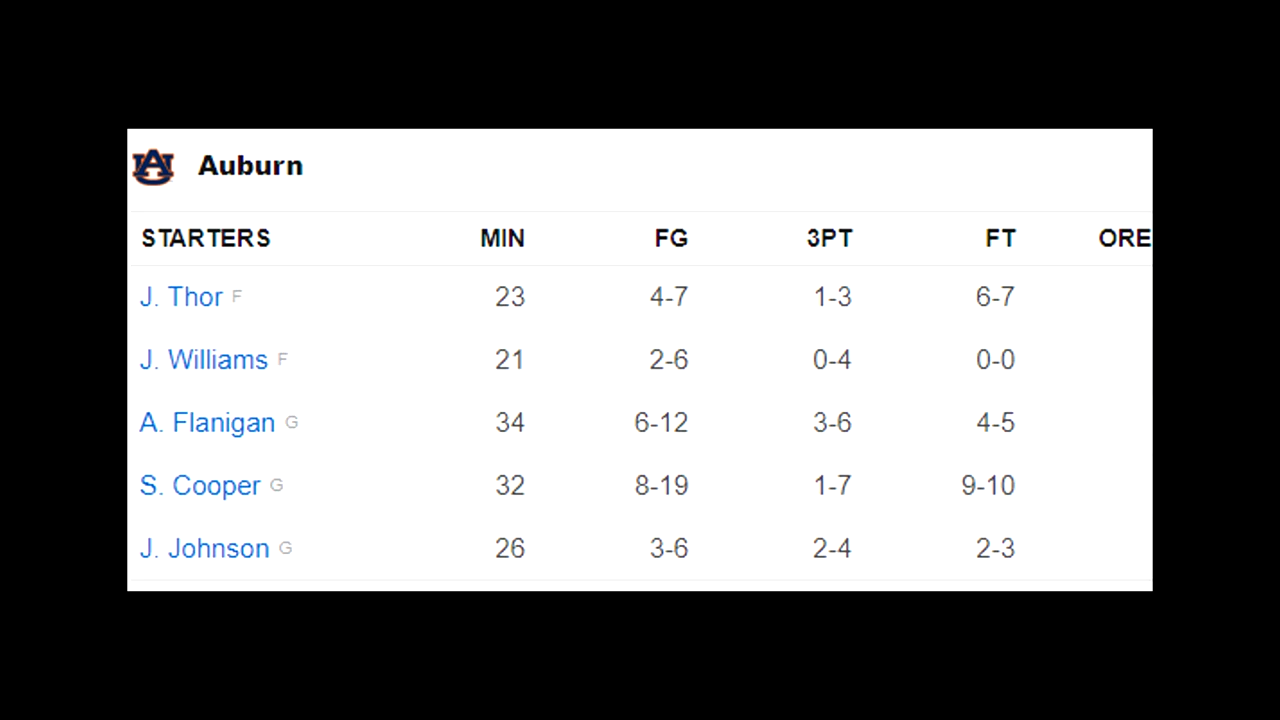 Auburn
STARTERS MIN FG 3PT FT ORE
J. Thor F 23 4-7 1-3 6-7
J. Williams F 21 2-6 0-4 0-0
A. Flanigan G 34 6-12 3-6 4-5
S. Cooper G 32 8-19 1-7 9-10
J. Johnson G 26 3-6 2-4 2-3